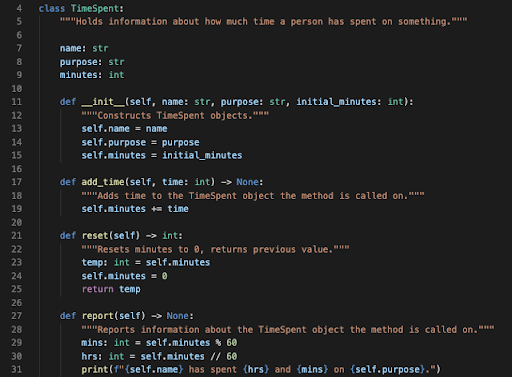 4 class TimeSpent:
5 """Holds information about how much time a person has spent on something."""
6
7 name: str
8 purpose: str
9 minutes: int
10
11 def __init__(self, name: str, purpose: str, initial_minutes: int):
12 """Constructs TimeSpent objects."""
13 self.name = name
14 self.purpose = purpose
15 self.minutes = initial_minutes
16
17 def add_time(self, time: int) -> None:
18 """Adds time to the TimeSpent object the method is called on."""
19 self.minutes += time
20
21 def reset(self) -> int:
22 """Resets minutes to 0, returns previous value."""
23 temp: int = self.minutes
24 self.minutes = 0
25 return temp
26
27 def report(self) -> None:
28 """Reports information about the TimeSpent object the method is called on."""
29 mins: int = self.minutes % 60
30 hrs: int = self.minutes // 60
31 print(f"{self.name} has spent {hrs} and {mins} on {self.purpose}.")